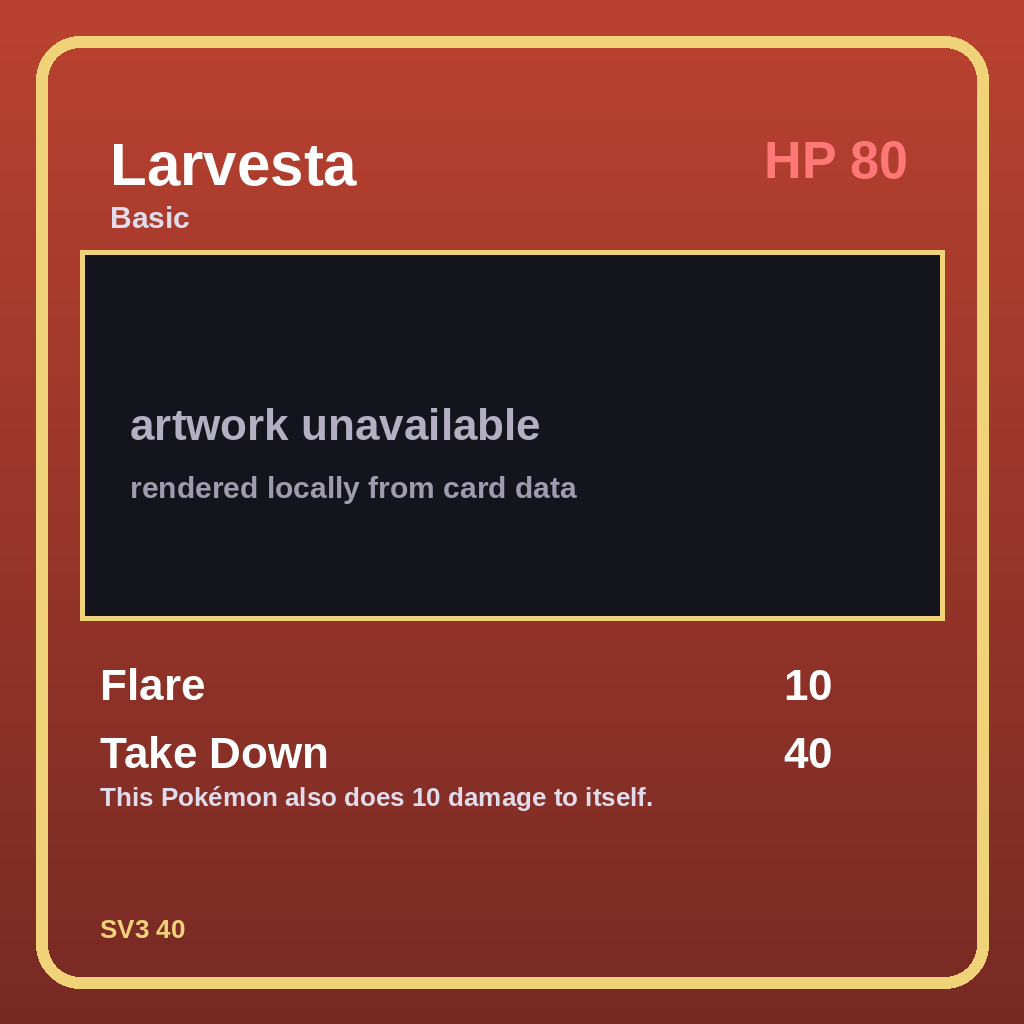 Larvesta
HP 80
Basic
artwork unavailable
rendered locally from card data
Flare 10
Take Down 40
This Pokémon also does 10 damage to itself.
SV3 40